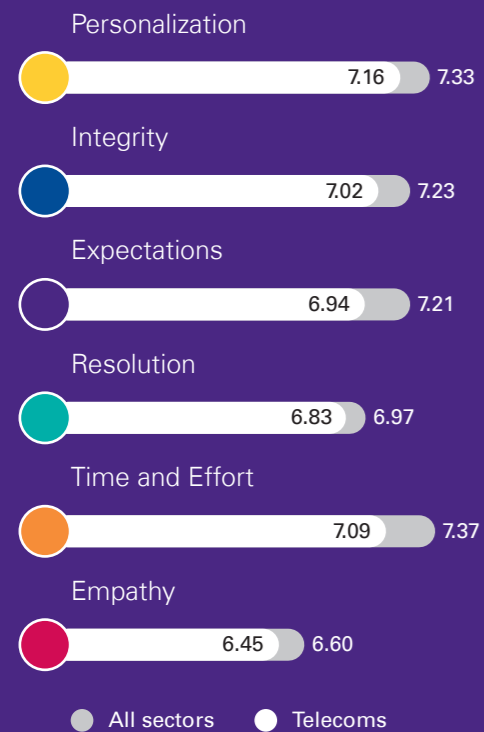 Personalization
7.16 7.33
Integrity
7.02 7.23
Expectations
6.94 7.21
Resolution
6.83 6.97
Time and Effort
7.09 7.37
Empathy
6.45 6.60
All sectors Telecoms